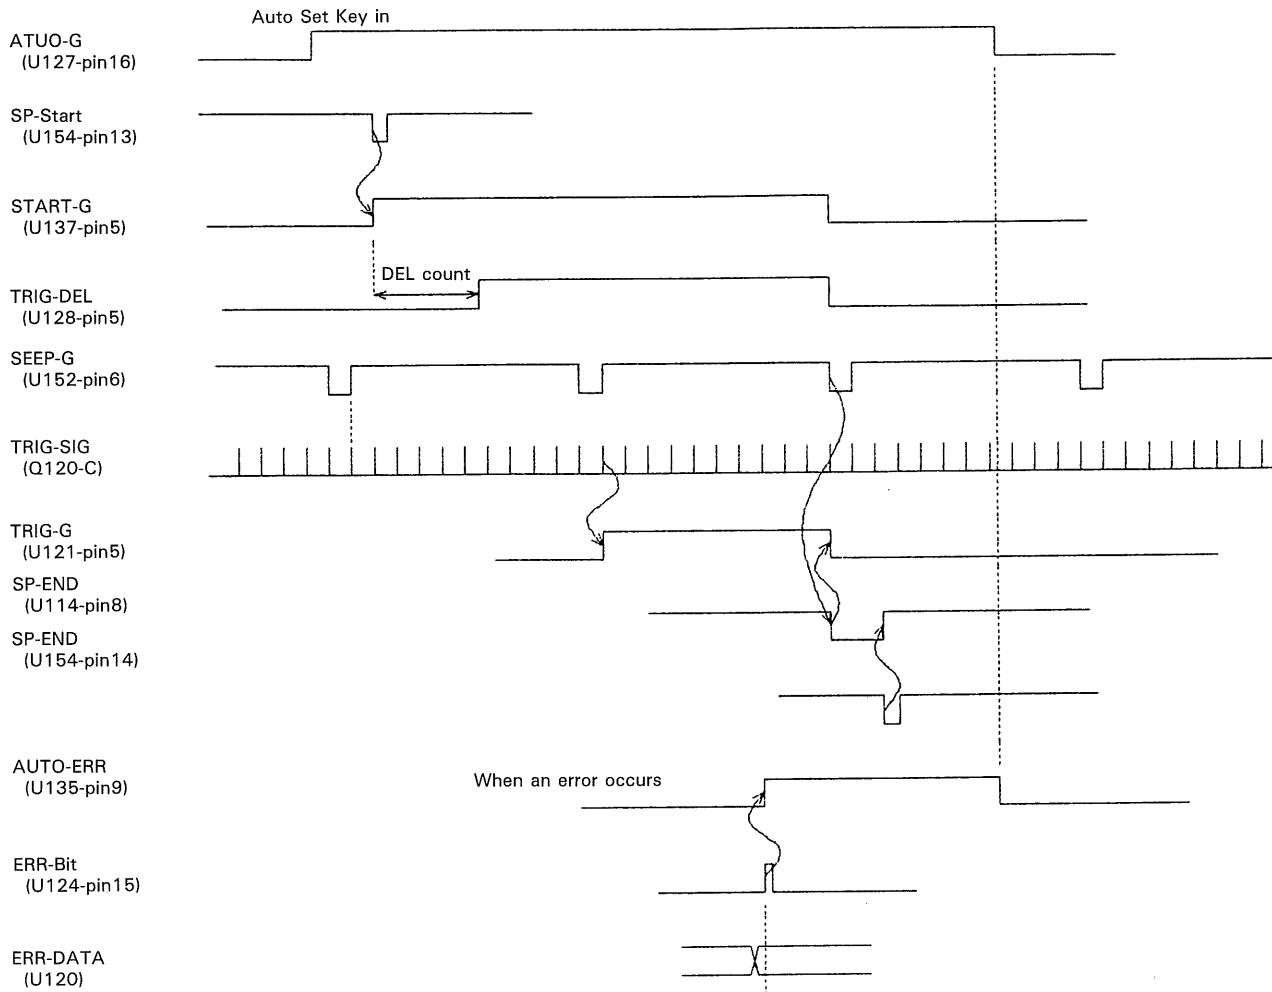 Auto Set Key in
ATUO-G
(U127-pin16)
SP-Start
(U154-pin13)
START-G
(U137-pin5)
DEL count
TRIG-DEL
(U128-pin5)
SEEP-G
(U152-pin6)
TRIG-SIG
(Q120-C)
TRIG-G
(U121-pin5)
SP-END
(U114-pin8)
SP-END
(U154-pin14)
AUTO-ERR
(U135-pin9)
When an error occurs
ERR-Bit
(U124-pin15)
ERR-DATA
(U120)